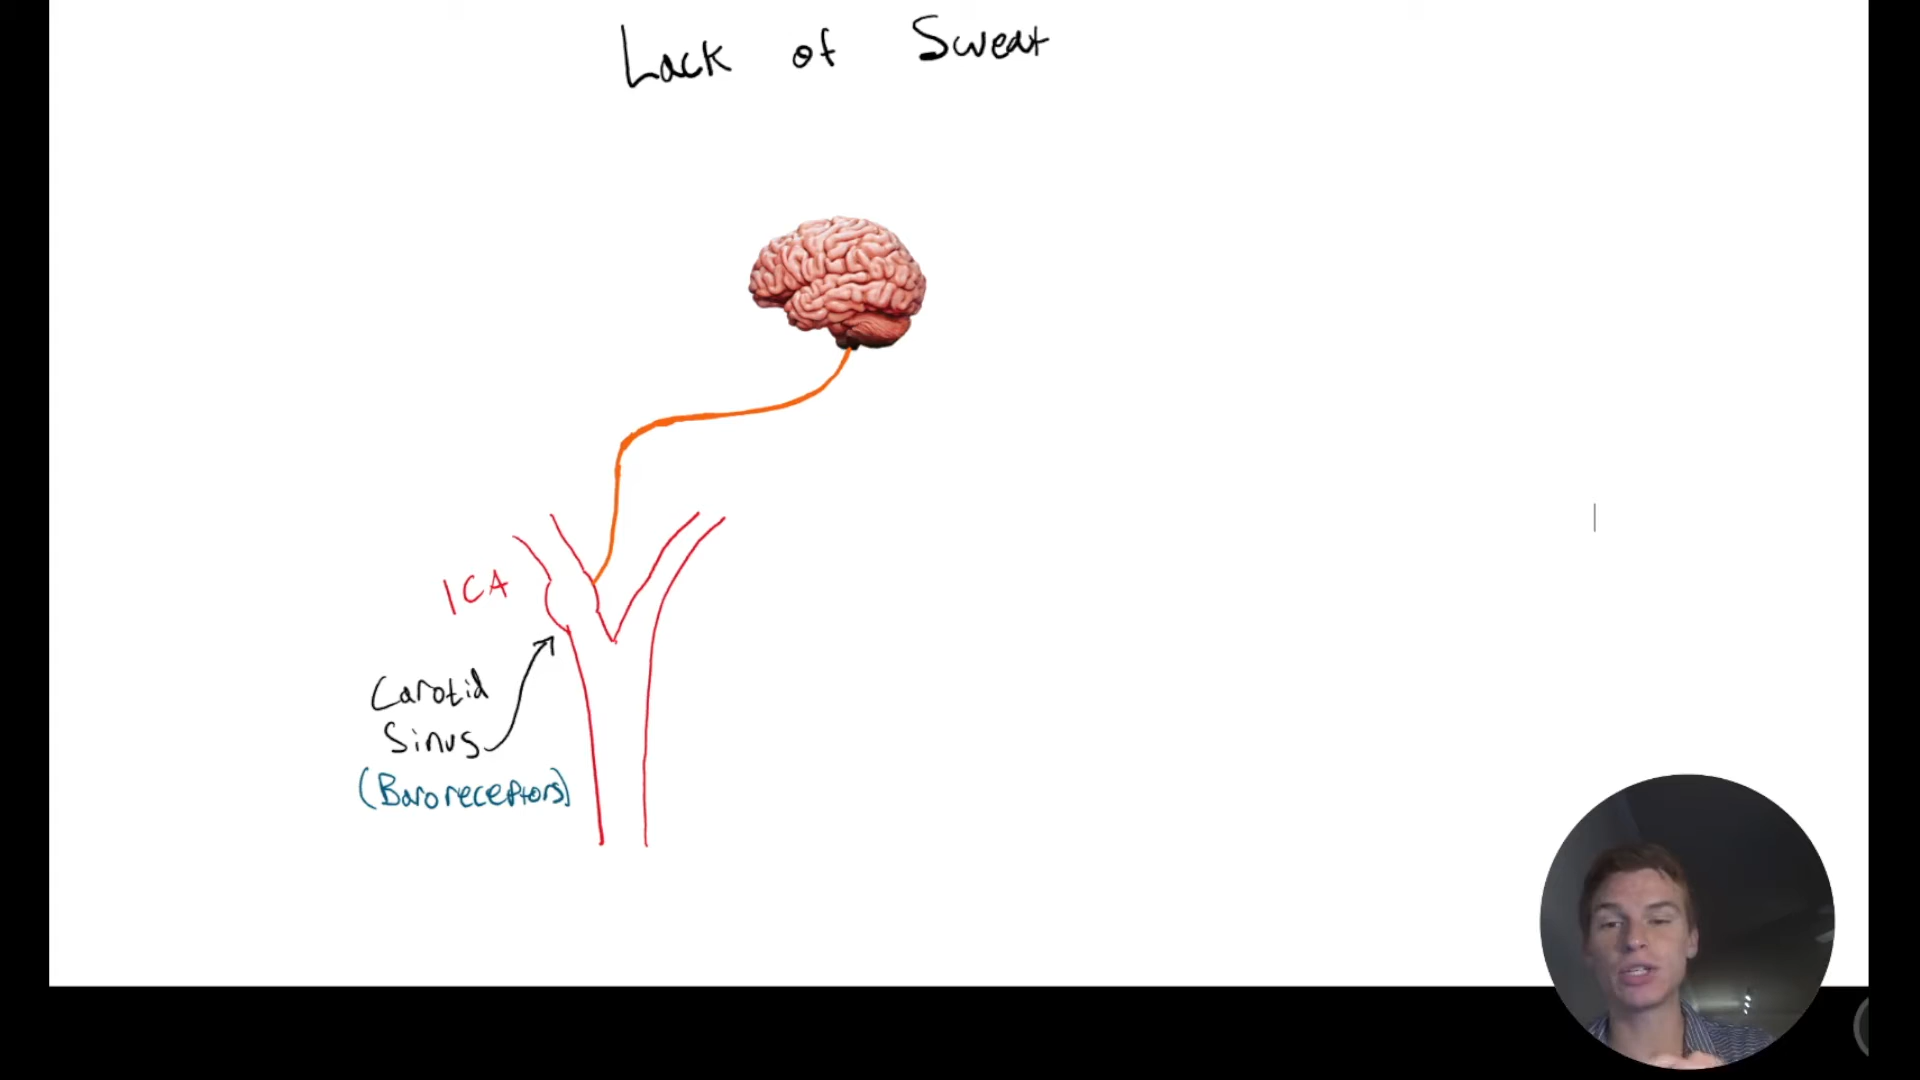 Lack of Sweat
ICA
Carotid
Sinus
(Baroreceptors)